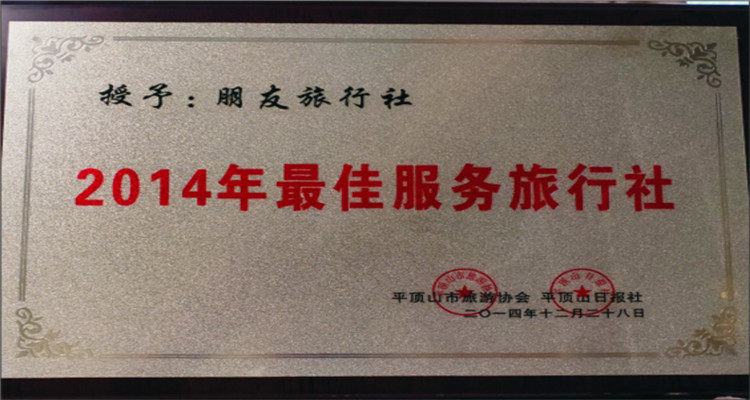 授予：朋友旅行社
2014年最佳服务旅行社
平顶山市旅游协会 平顶山日报社
二〇一四年十二月二十八日